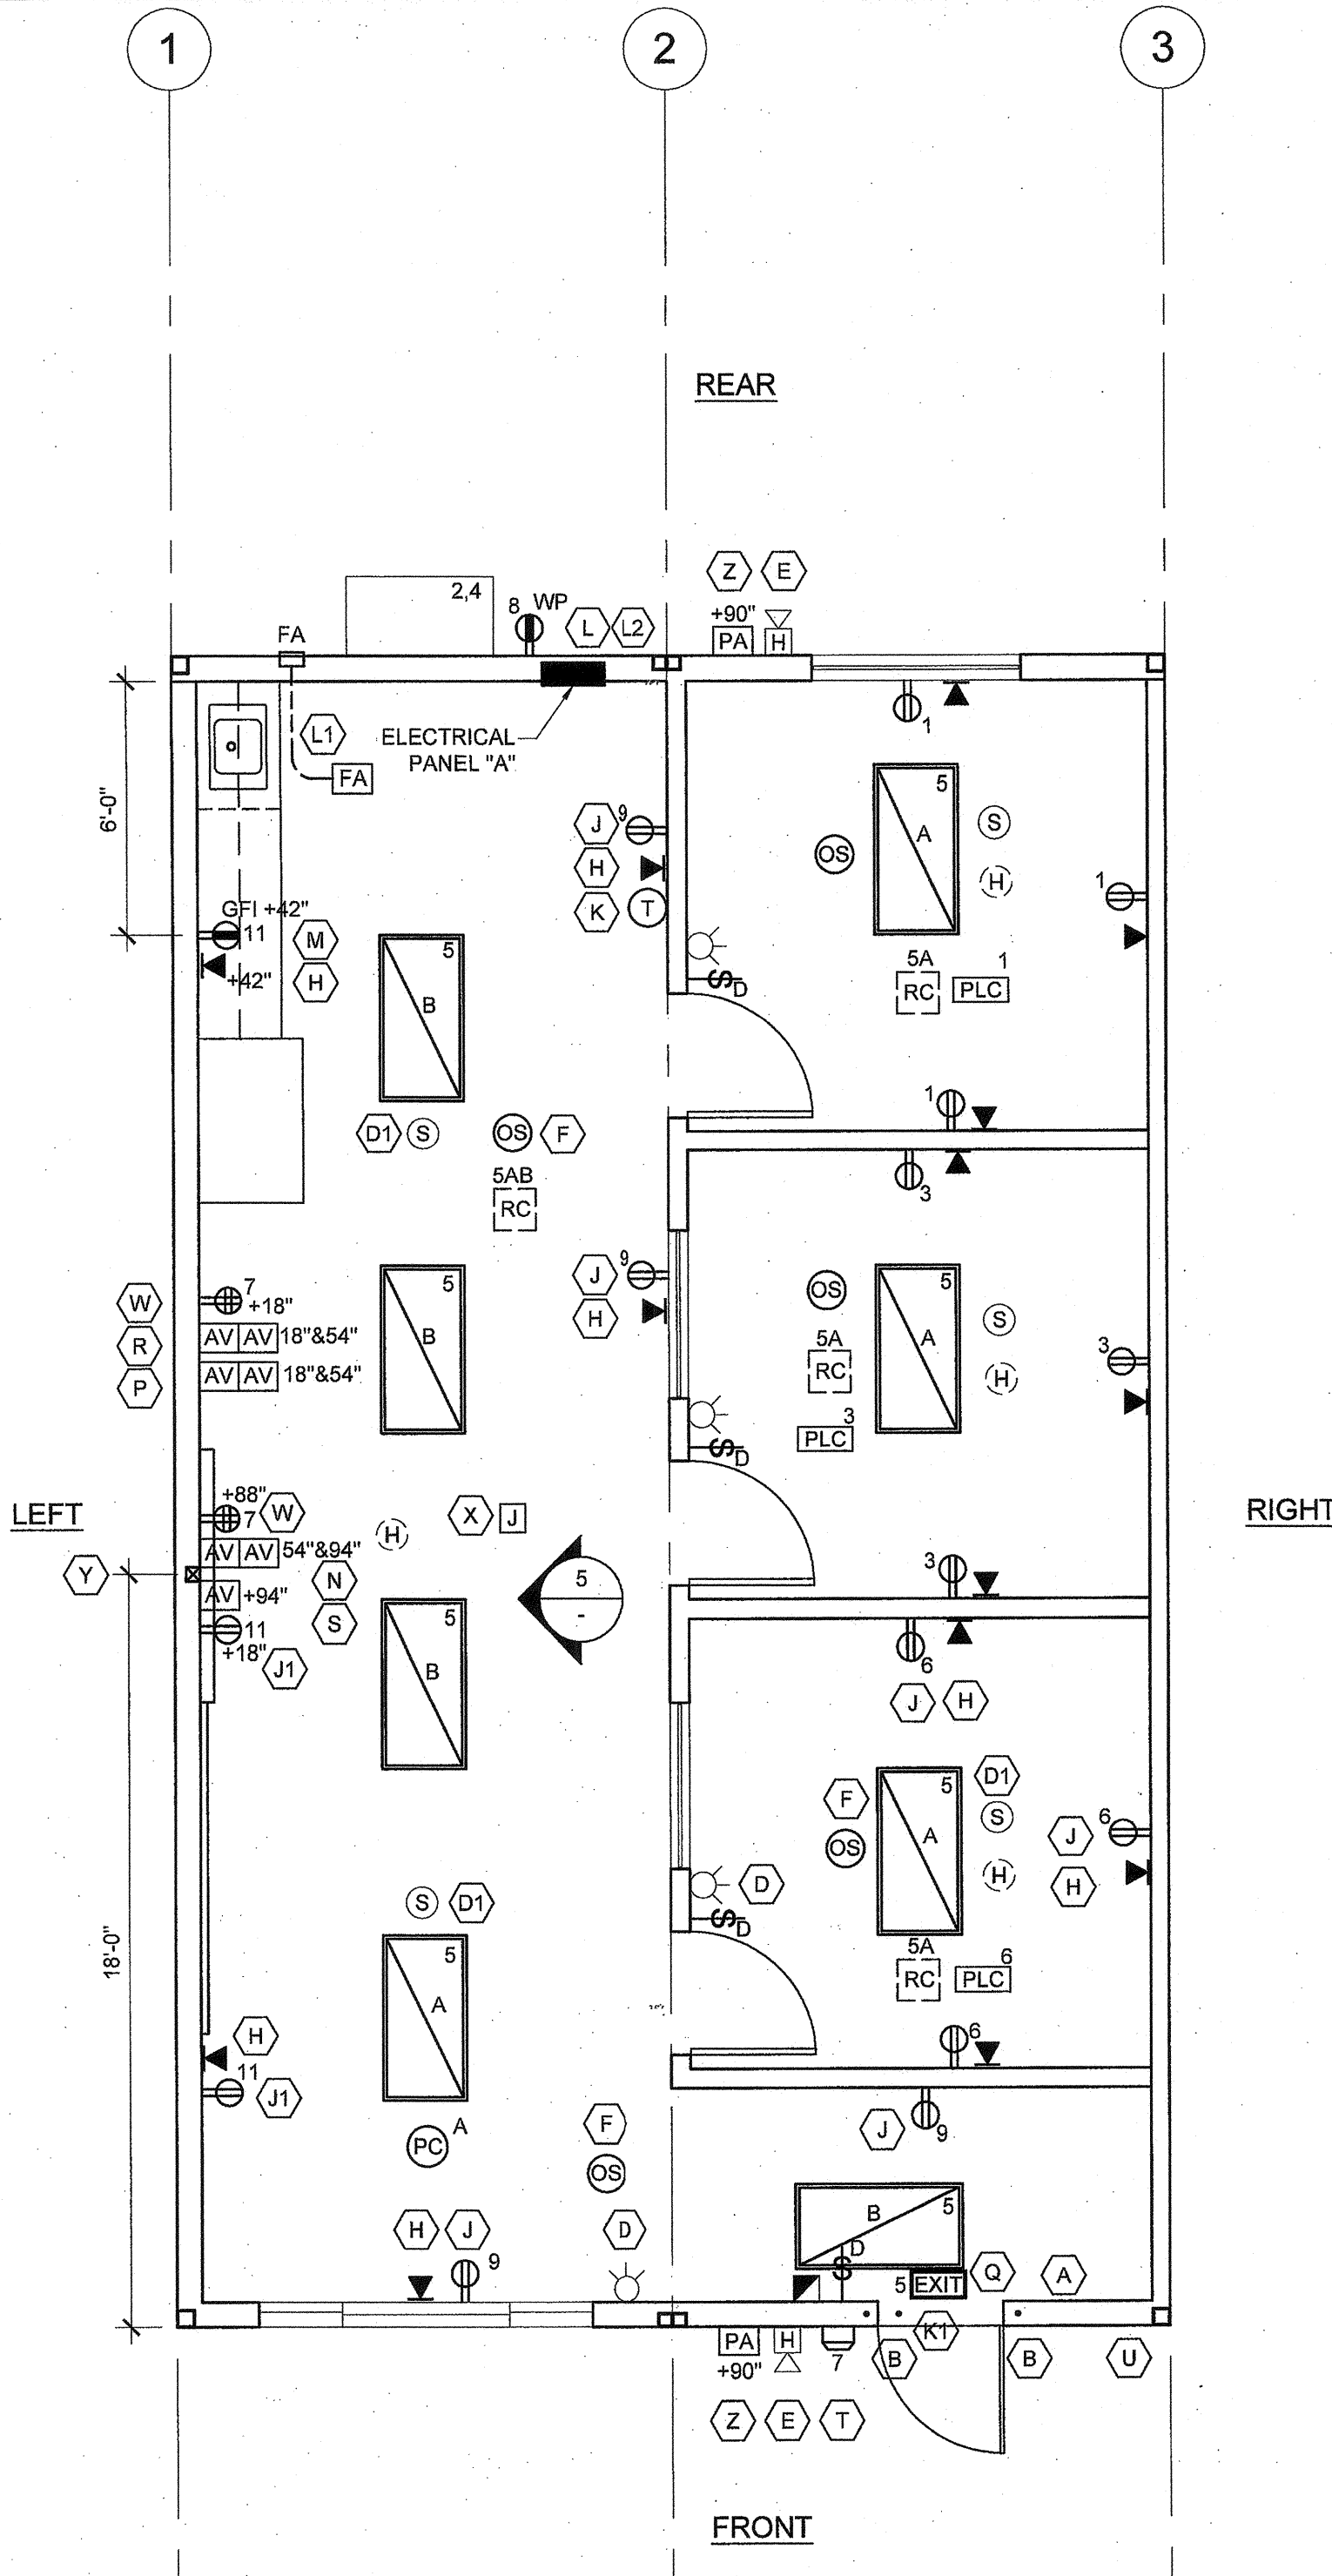 1 2 3
REAR
Z E
2,4
8 WP
L L2
+90"
PA H
FA
1
L1
ELECTRICAL
PANEL "A"
FA
6'-0"
5
A
S
J 9
H
OS
H
K T
1
GFI +42"
11
M
+42"
H
5
B
S D
5A
RC
1
PLC
1
D1 S
OS F
5AB
RC
3
J 9
H
OS
5
A
S
W
7
+18"
R
AV AV 18"&54"
P
AV AV 18"&54"
5
B
5A
RC
H
3
3
PLC
S D
LEFT
RIGHT
+88"
7
W
H
X J
AV AV 54"&94"
Y
N
AV +94"
S
11
+18"
J1
5
-
3
5
B
6
J H
F
OS
5
A
D1
S
H
J 6
H
S D1
D
S D
5A
RC
6
PLC
18'-0"
5
A
H
11
J1
6
PC A
F
OS
J
9
H J
D
9
B
5
D
S
5 EXIT
Q
A
K1
PA H
+90"
7
B
B
U
Z E T
FRONT